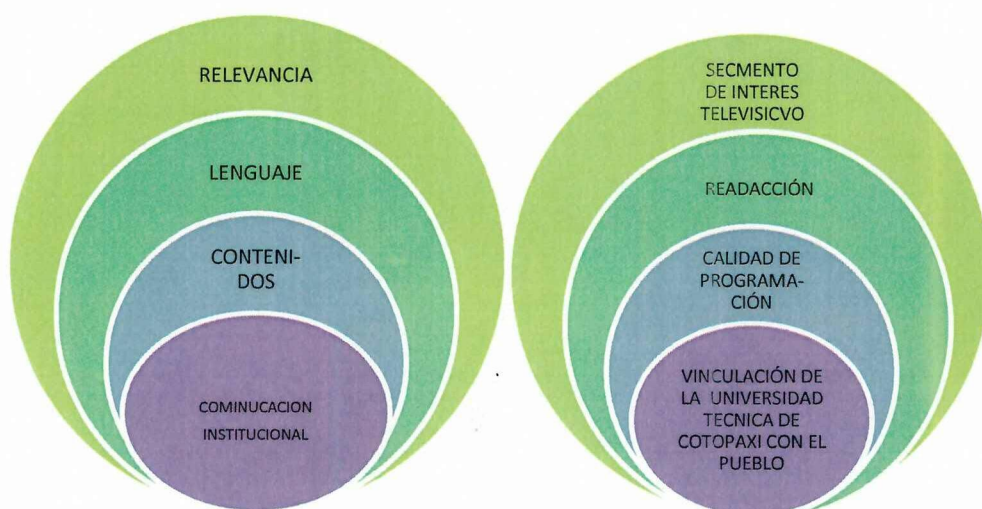 RELEVANCIA
LENGUAJE
CONTENI-
DOS
COMINUCACION
INSTITUCIONAL
SECMENTO
DE INTERES
TELEVISICVO
READACCIÓN
CALIDAD DE
PROGRAMA-
CIÓN
VINCULACIÓN DE
LA UNIVERSIDAD
TECNICA DE
COTOPAXI CON EL
PUEBLO